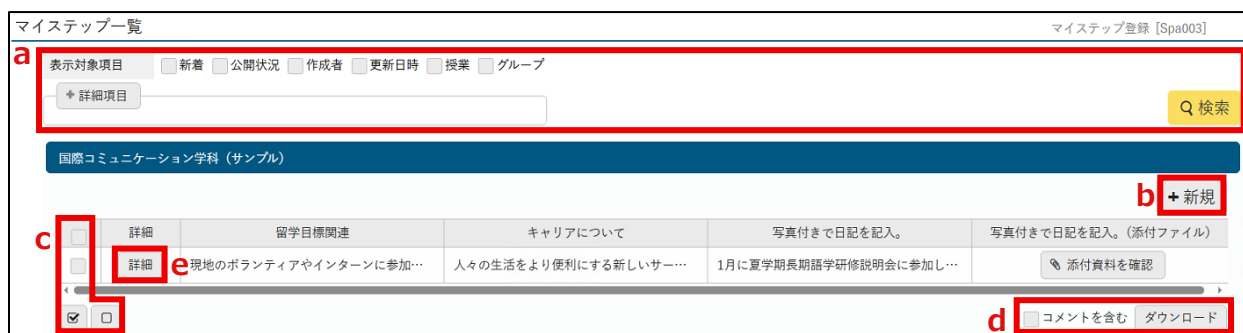 マイステップ一覧 マイステップ登録 [Spa003]
a
表示対象項目 新着 公開状況 作成者 更新日時 授業 グループ
+ 詳細項目
検索
国際コミュニケーション学科（サンプル）
b + 新規
c 詳細 留学目標関連 キャリアについて 写真付きで日記を記入。 写真付きで日記を記入。（添付ファイル）
詳細 e 現地のボランティアやインターンに参加… 人々の生活をより便利にする新しいサー… 1月に夏学期長期語学研修説明会に参加し… 添付資料を確認
d コメントを含む ダウンロード